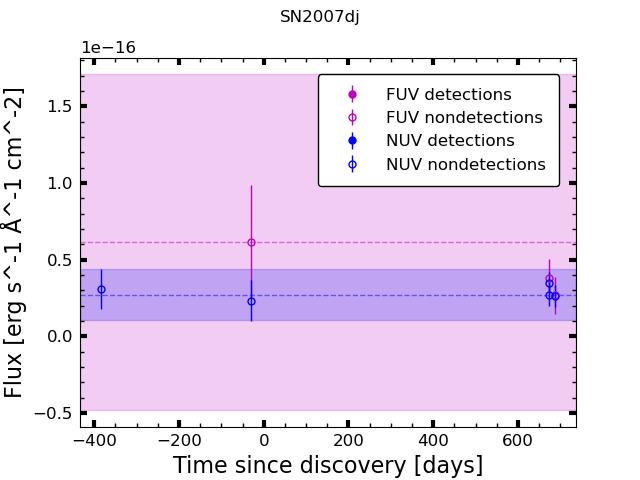 SN2007dj
1e−16
FUV detections
FUV nondetections
NUV detections
NUV nondetections
1.5
1.0
0.5
0.0
−0.5
−400
−200
0
200
400
600
Time since discovery [days]
Flux [erg s^-1 Å^-1 cm^-2]